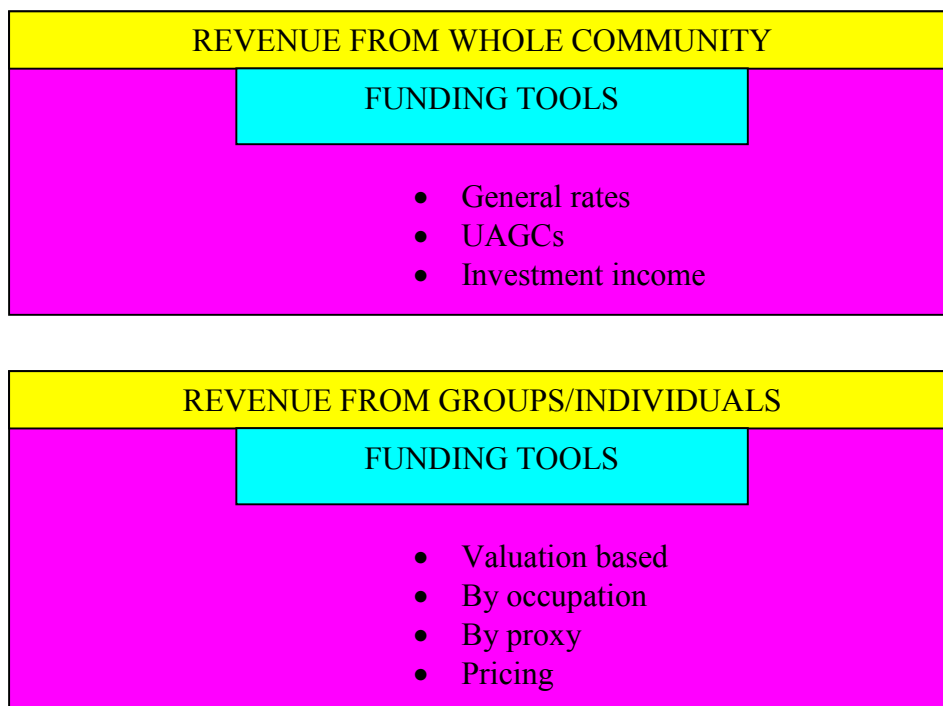 REVENUE FROM WHOLE COMMUNITY
FUNDING TOOLS
• General rates
• UAGCs
• Investment income
REVENUE FROM GROUPS/INDIVIDUALS
FUNDING TOOLS
• Valuation based
• By occupation
• By proxy
• Pricing